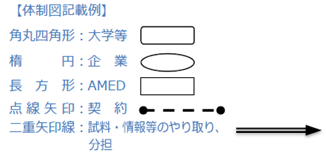 【体制図記載例】
角丸四角形：大学等
楕　　　円：企　業
長　方　形：AMED
点線矢印：契　約
二重矢印線：試料・情報等のやり取り、
分担